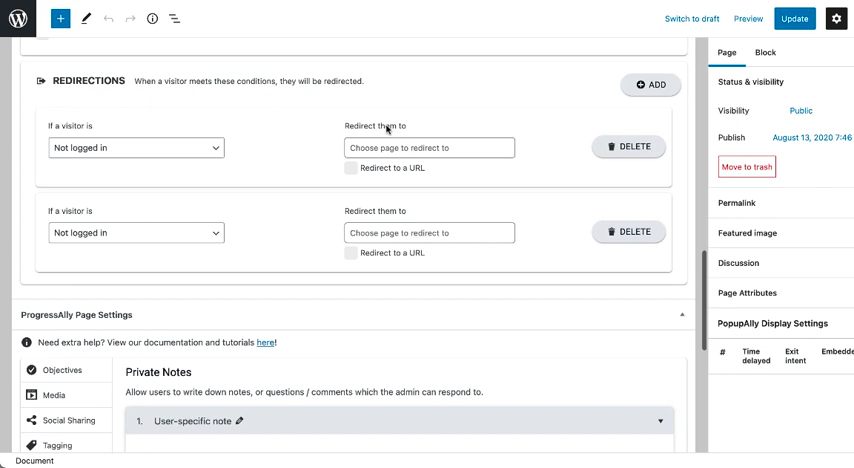 Switch to draft
Preview
Update
REDIRECTIONS When a visitor meets these conditions, they will be redirected.
ADD
If a visitor is
Redirect them to
Not logged in
Choose page to redirect to
DELETE
Redirect to a URL
If a visitor is
Redirect them to
Not logged in
Choose page to redirect to
DELETE
Redirect to a URL
ProgressAlly Page Settings
Need extra help? View our documentation and tutorials here!
Objectives
Media
Social Sharing
Tagging
Private Notes
Allow users to write down notes, or questions / comments which the admin can respond to.
1. User-specific note
Page
Block
Status & visibility
Visibility
Public
Publish
August 13, 2020 7:46
Move to trash
Permalink
Featured image
Discussion
Page Attributes
PopupAlly Display Settings
# Time delayed Exit intent Embedde
Document